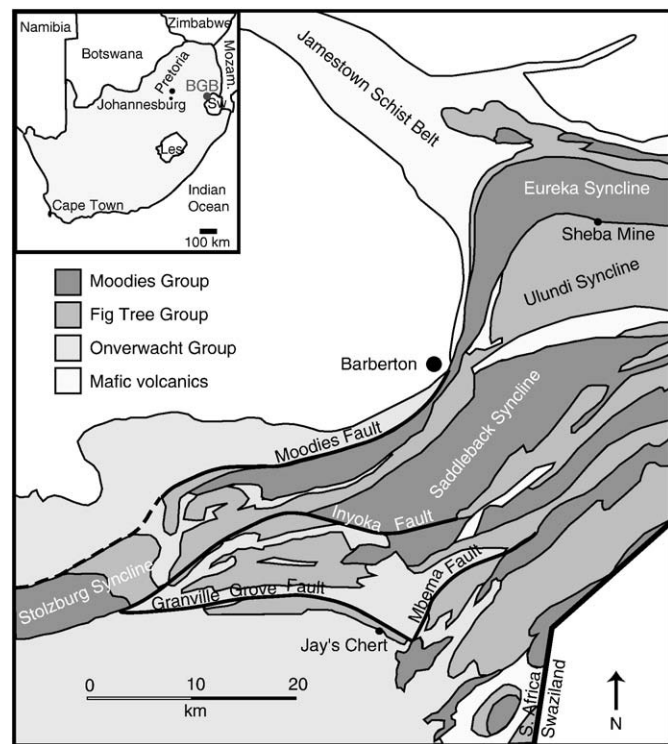 Namibia
Zimbabwe
Botswana
Mozam.
Pretoria
BGB
Johannesburg
Sw.
Les.
Cape Town
Indian
Ocean
100 km
Jamestown Schist Belt
Eureka Syncline
Sheba Mine
Ulundi Syncline
Moodies Group
Fig Tree Group
Onverwacht Group
Mafic volcanics
Barberton
Moodies Fault
Saddleback Syncline
Inyoka Fault
Stolzburg Syncline
Granville Grove Fault
Mbema Fault
Jay's Chert
0 10 20
km
S. Africa
Swaziland
N